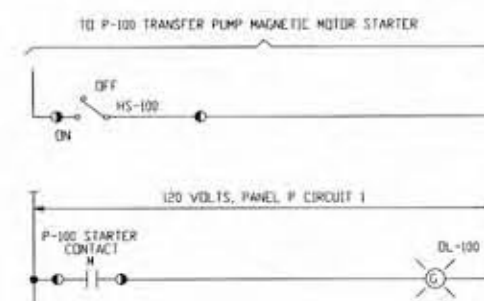 TO P-100 TRANSFER PUMP MAGNETIC MOTOR STARTER
OFF
HS-100
ON
120 VOLTS, PANEL P CIRCUIT 1
P-100 STARTER
CONTACT
M
OL-100
G